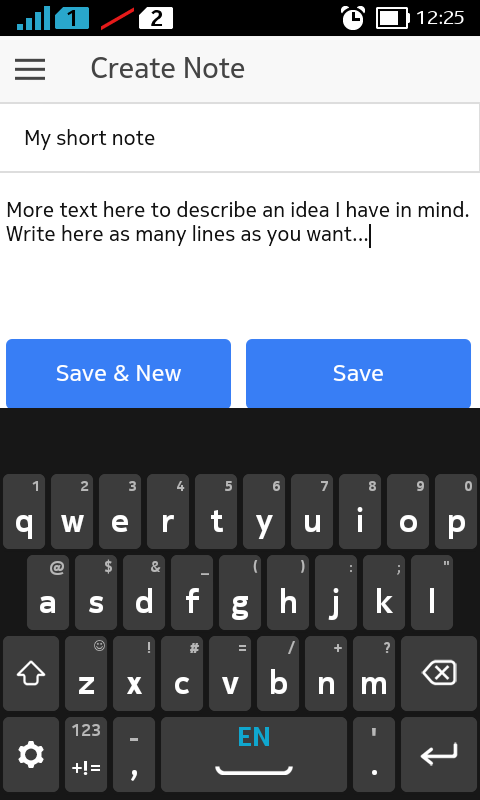 1 2 12:25
Create Note
My short note
More text here to describe an idea I have in mind.
Write here as many lines as you want...
Save & New Save
1 2 3 4 5 6 7 8 9 0
q w e r t y u i o p
@ $ & _ ( ) : ; "
a s d f g h j k l
☺ ! # = / + ?
z x c v b n m
123 - EN '
+!= , .